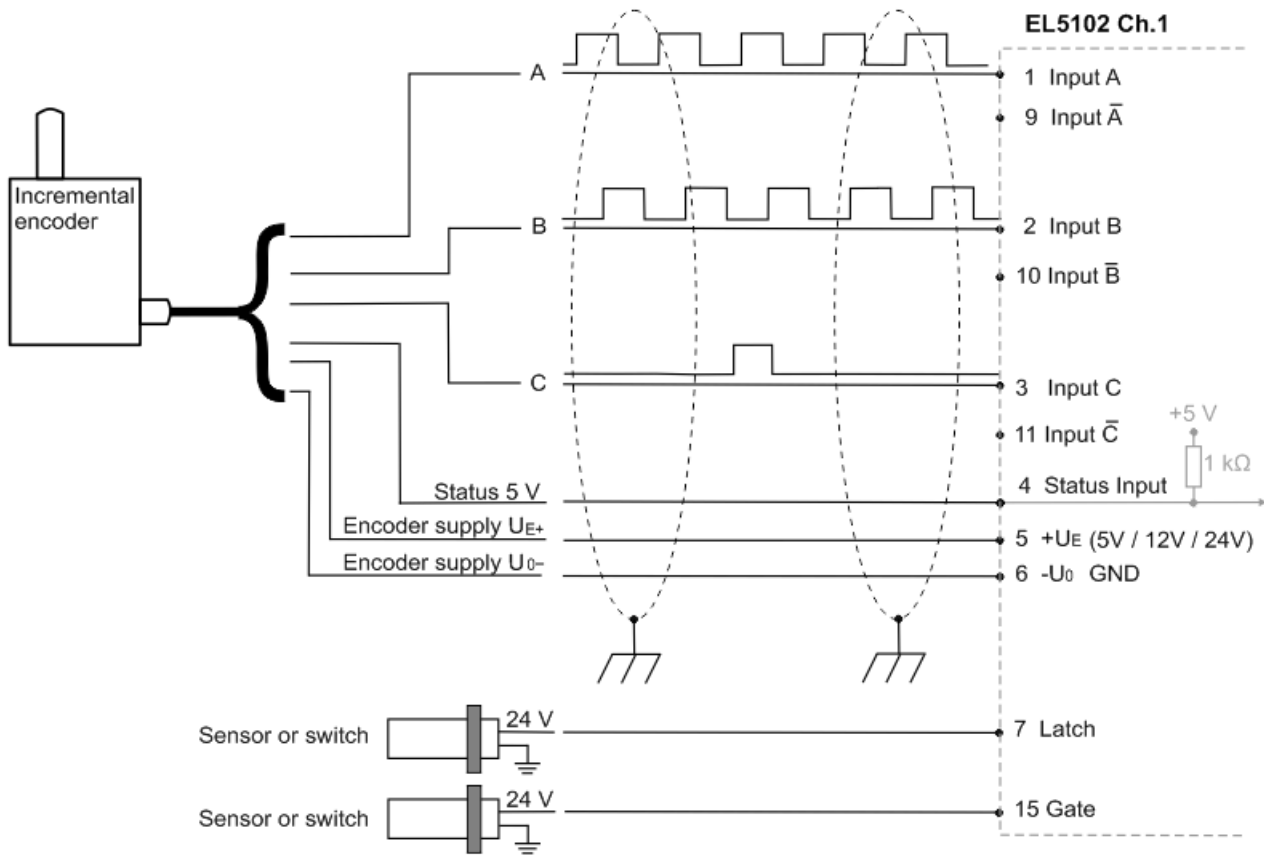 EL5102 Ch.1
A
1 Input A
9 Input A̅
Incremental
encoder
B
2 Input B
10 Input B̅
C
3 Input C
+5 V
11 Input C̅
1 kΩ
Status 5 V
4 Status Input
Encoder supply UE+
5 +UE (5V / 12V / 24V)
Encoder supply U0–
6 -U0 GND
24 V
Sensor or switch
7 Latch
24 V
Sensor or switch
15 Gate